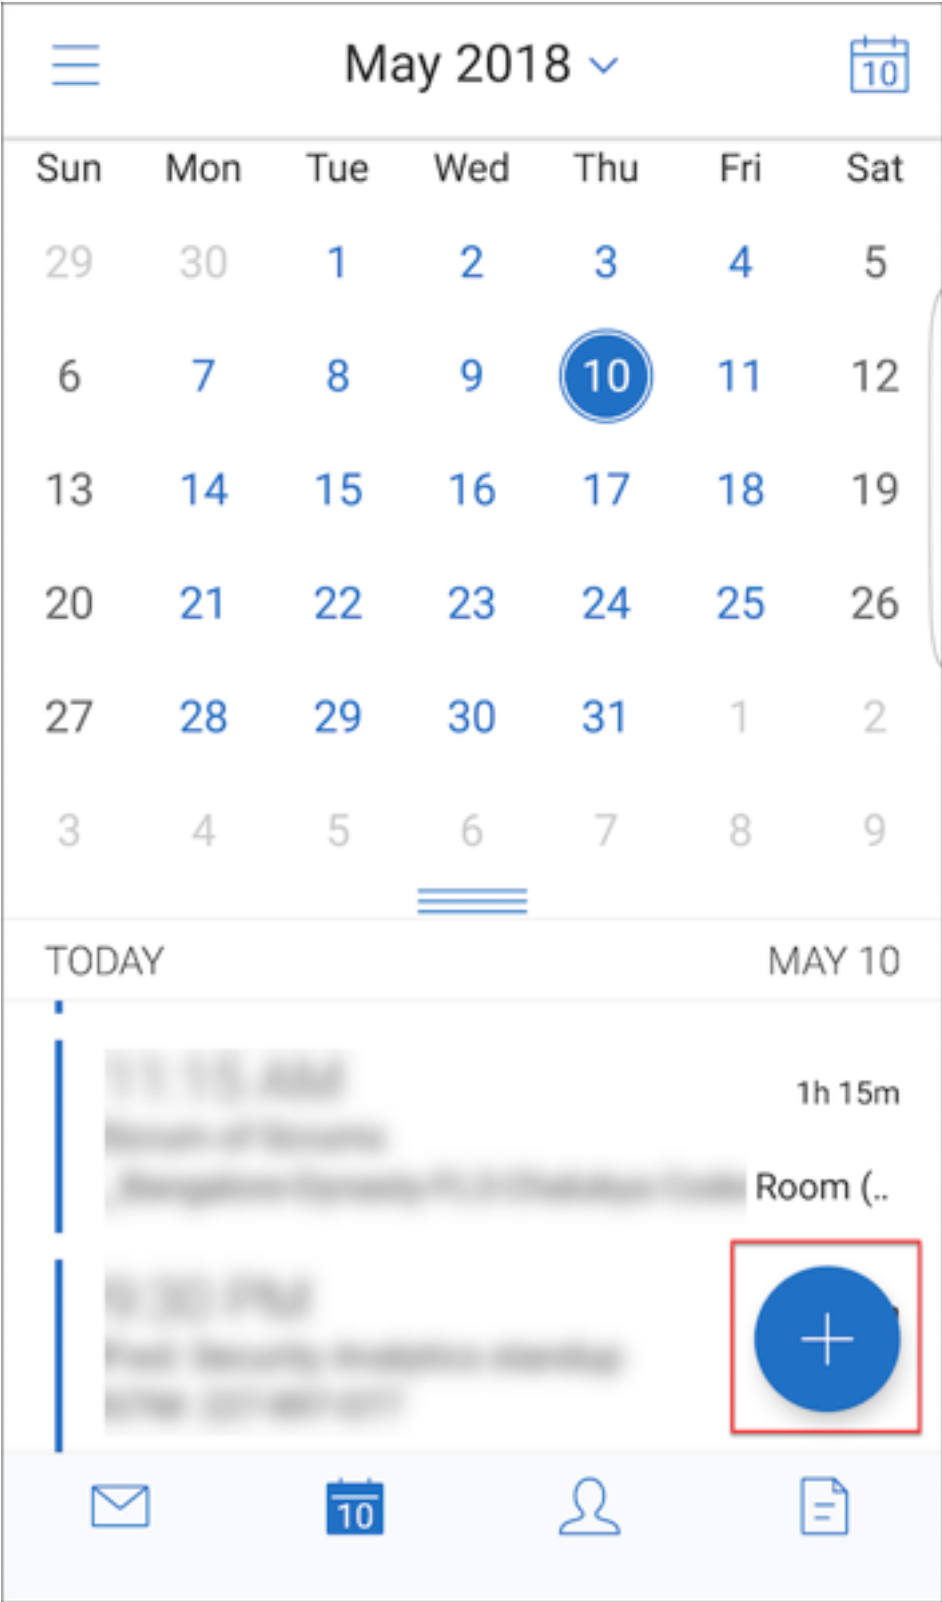 May 2018
10
Sun Mon Tue Wed Thu Fri Sat
29 30 1 2 3 4 5
6 7 8 9 10 11 12
13 14 15 16 17 18 19
20 21 22 23 24 25 26
27 28 29 30 31 1 2
3 4 5 6 7 8 9
TODAY MAY 10
1h 15m
Room (..
10